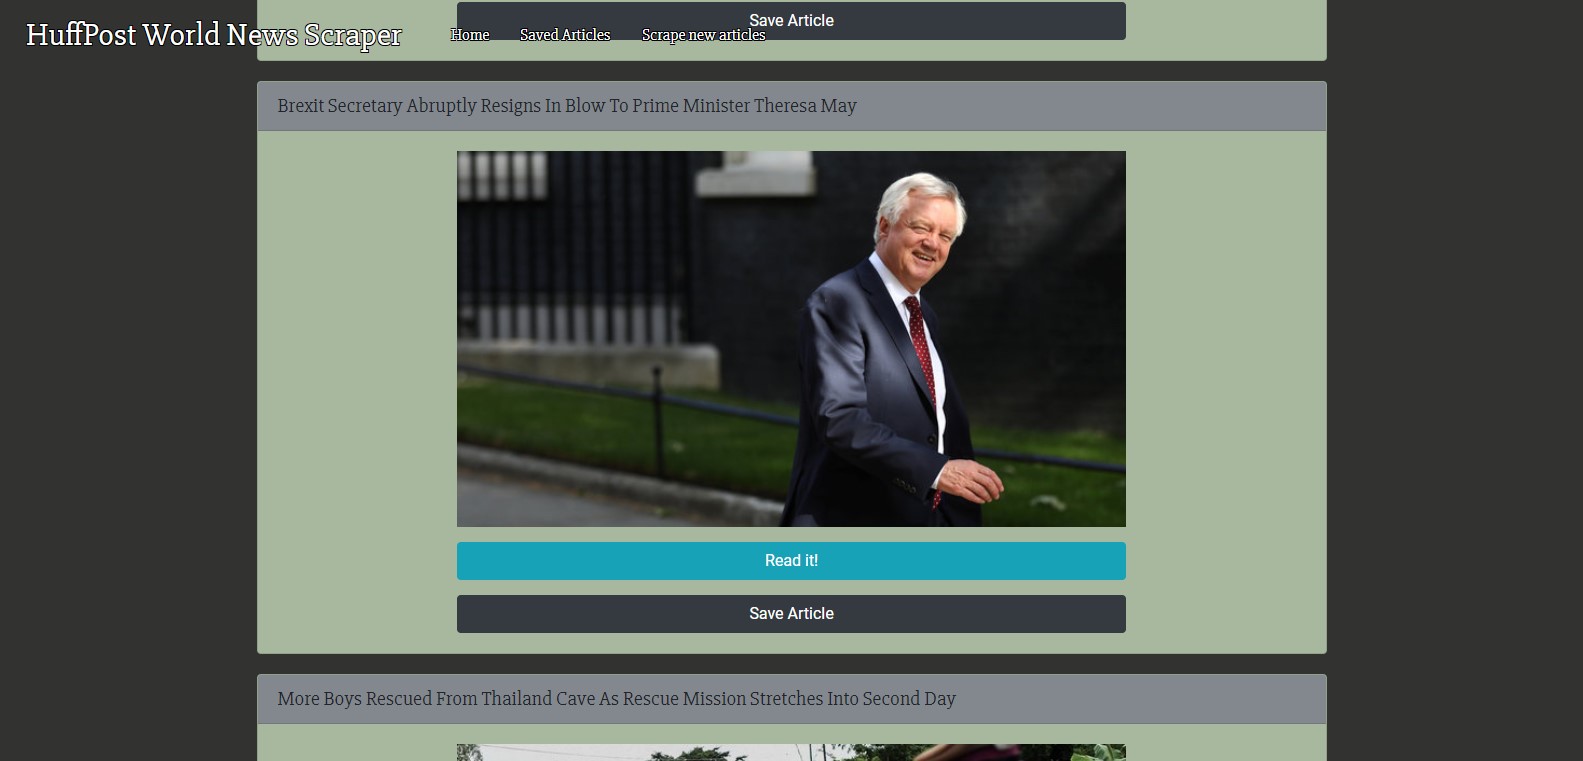 Save Article
HuffPost World News Scraper
Home
Saved Articles
Scrape new articles
Brexit Secretary Abruptly Resigns In Blow To Prime Minister Theresa May
Read it!
Save Article
More Boys Rescued From Thailand Cave As Rescue Mission Stretches Into Second Day